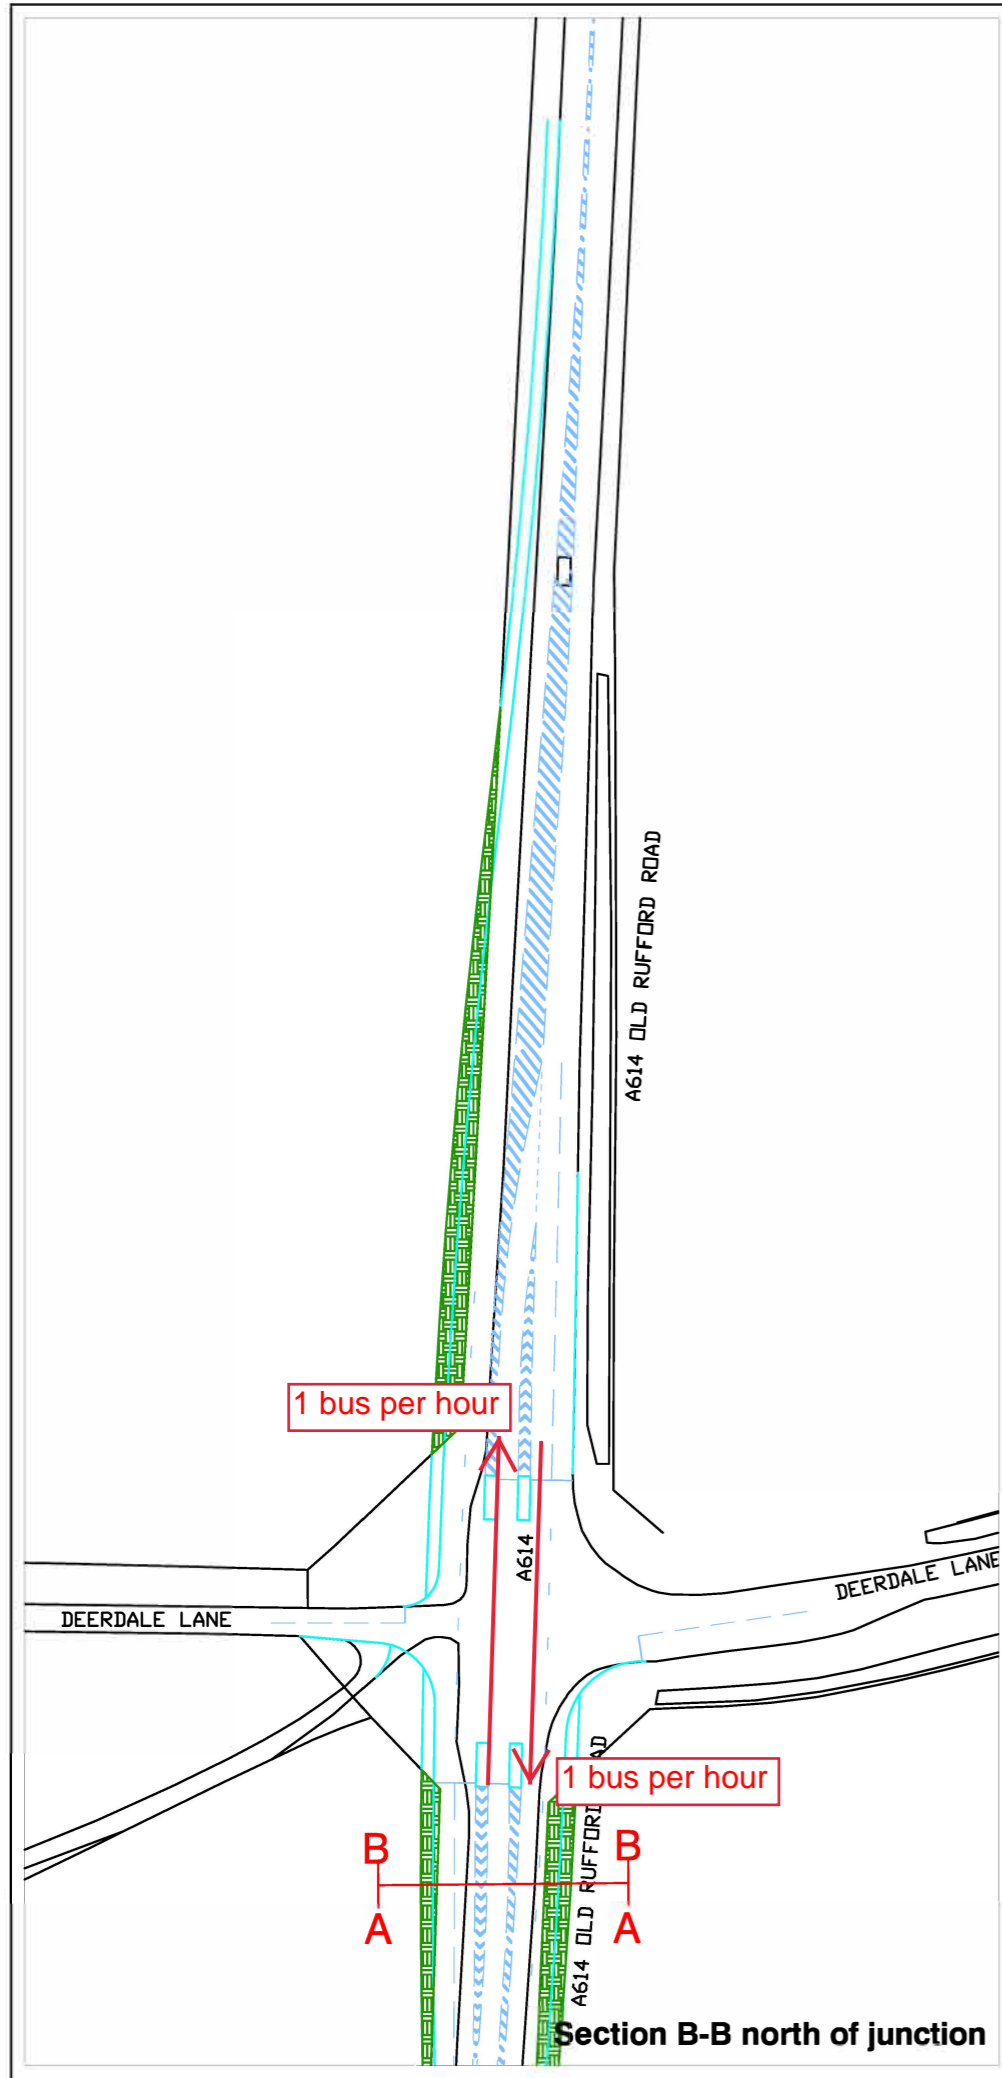 A614 OLD RUFFORD ROAD
1 bus per hour
A614
DEERDALE LANE
DEERDALE LANE
1 bus per hour
A614 OLD RUFFORD ROAD
B
B
A
A
Section B-B north of junction